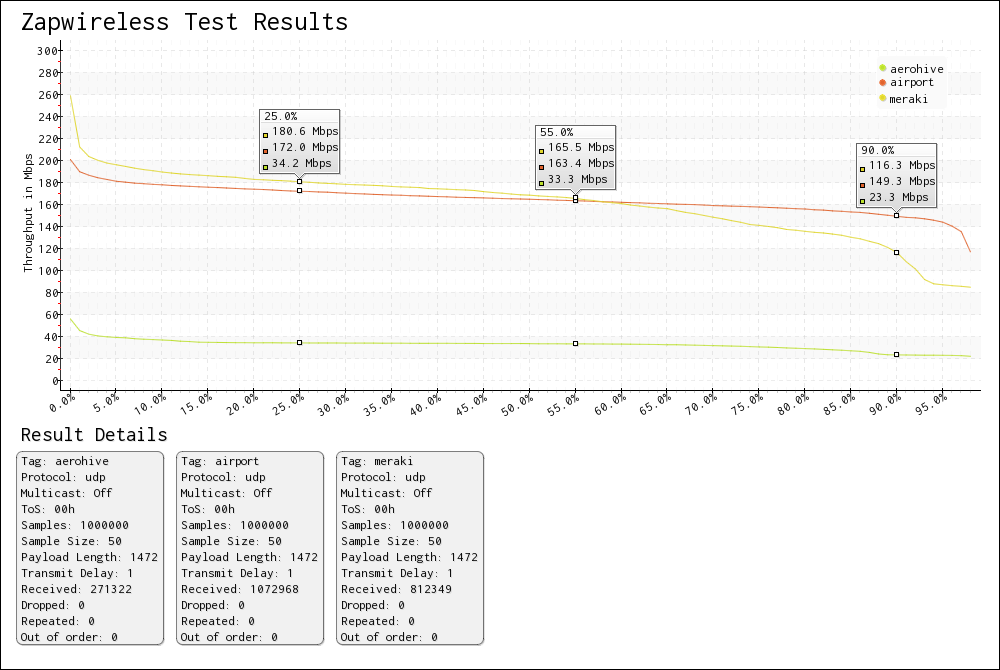 Zapwireless Test Results
300
280
260
240
220
200
180
160
140
120
100
80
60
40
20
0
Throughput in Mbps
aerohive
airport
meraki
25.0%
180.6 Mbps
172.0 Mbps
34.2 Mbps
55.0%
165.5 Mbps
163.4 Mbps
33.3 Mbps
90.0%
116.3 Mbps
149.3 Mbps
23.3 Mbps
0.0% 5.0% 10.0% 15.0% 20.0% 25.0% 30.0% 35.0% 40.0% 45.0% 50.0% 55.0% 60.0% 65.0% 70.0% 75.0% 80.0% 85.0% 90.0% 95.0%
Result Details
Tag: aerohive
Protocol: udp
Multicast: Off
ToS: 00h
Samples: 1000000
Sample Size: 50
Payload Length: 1472
Transmit Delay: 1
Received: 271322
Dropped: 0
Repeated: 0
Out of order: 0
Tag: airport
Protocol: udp
Multicast: Off
ToS: 00h
Samples: 1000000
Sample Size: 50
Payload Length: 1472
Transmit Delay: 1
Received: 1072968
Dropped: 0
Repeated: 0
Out of order: 0
Tag: meraki
Protocol: udp
Multicast: Off
ToS: 00h
Samples: 1000000
Sample Size: 50
Payload Length: 1472
Transmit Delay: 1
Received: 812349
Dropped: 0
Repeated: 0
Out of order: 0